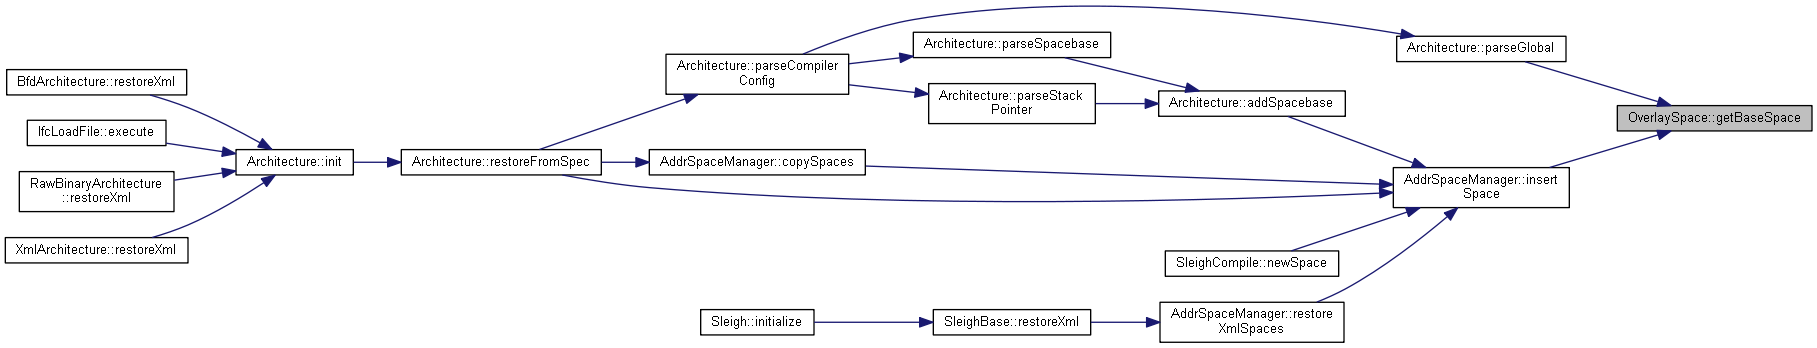 BfdArchitecture::restoreXml
IfcLoadFile::execute
RawBinaryArchitecture
::restoreXml
XmlArchitecture::restoreXml
Architecture::init
Architecture::restoreFromSpec
Architecture::parseCompiler
Config
AddrSpaceManager::copySpaces
Sleigh::initialize
Architecture::parseSpacebase
Architecture::parseStack
Pointer
SleighBase::restoreXml
Architecture::addSpacebase
SleighCompile::newSpace
AddrSpaceManager::restore
XmlSpaces
Architecture::parseGlobal
AddrSpaceManager::insert
Space
OverlaySpace::getBaseSpace